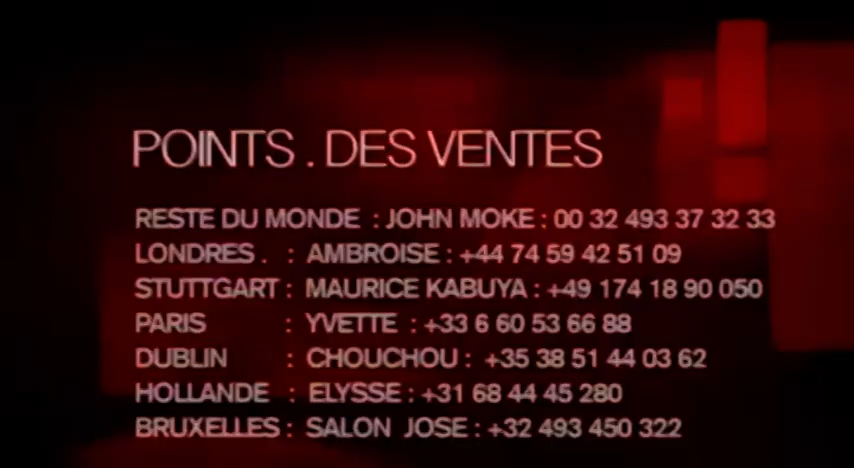 POINTS . DES VENTES
RESTE DU MONDE : JOHN MOKE : 00 32 493 37 32 33
LONDRES . : AMBROISE : +44 74 59 42 51 09
STUTTGART : MAURICE KABUYA : +49 174 18 90 050
PARIS : YVETTE : +33 6 60 53 66 88
DUBLIN : CHOUCHOU : +35 38 51 44 03 62
HOLLANDE : ELYSSE : +31 68 44 45 280
BRUXELLES : SALON JOSE : +32 493 450 322